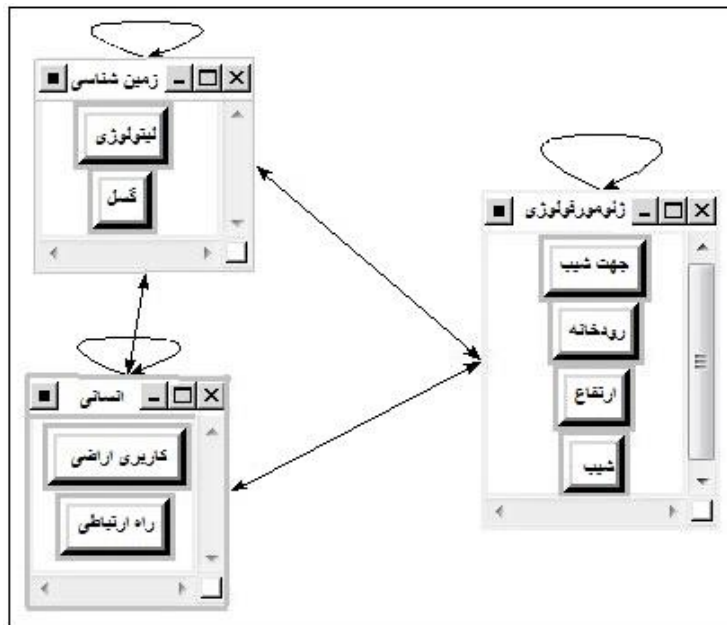 زمین شناسی
لیتولوژی
گسل
ژئومورفولوژی
جهت شیب
رودخانه
ارتفاع
شیب
انسانی
کاربری اراضی
راه ارتباطی